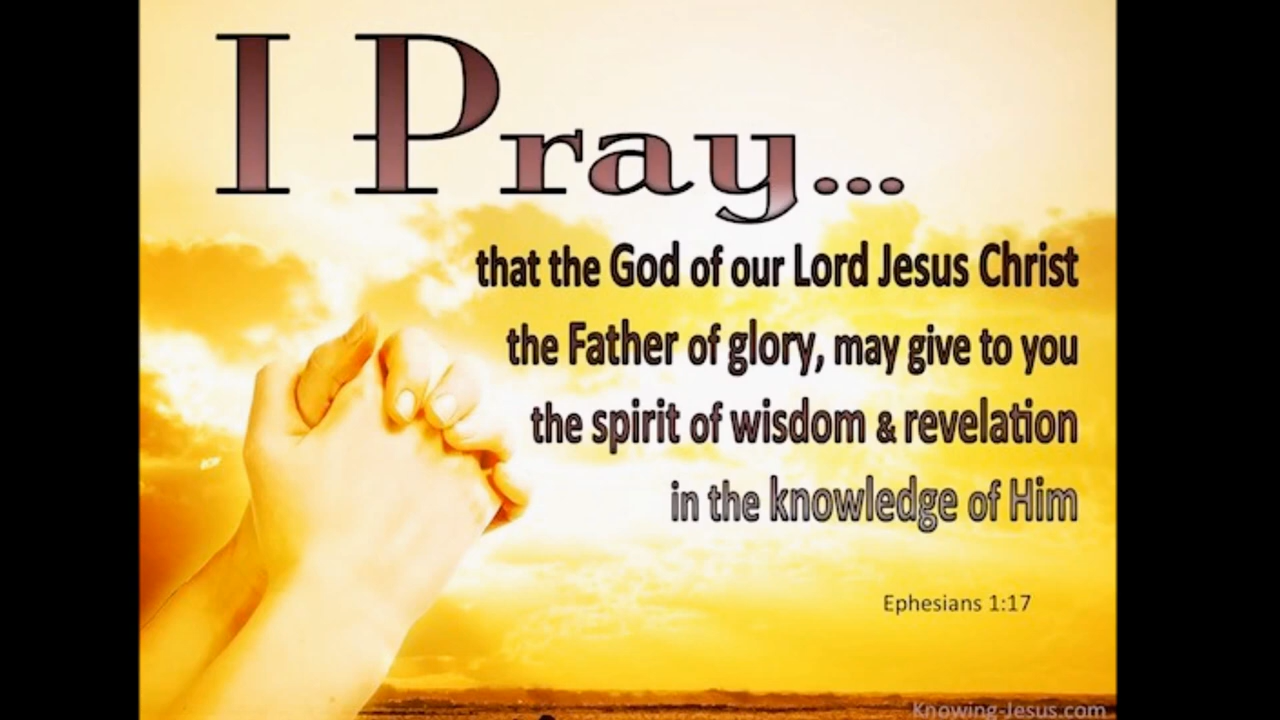 I Pray...
that the God of our Lord Jesus Christ
the Father of glory, may give to you
the spirit of wisdom & revelation
in the knowledge of Him
Ephesians 1:17
Knowing-Jesus.com